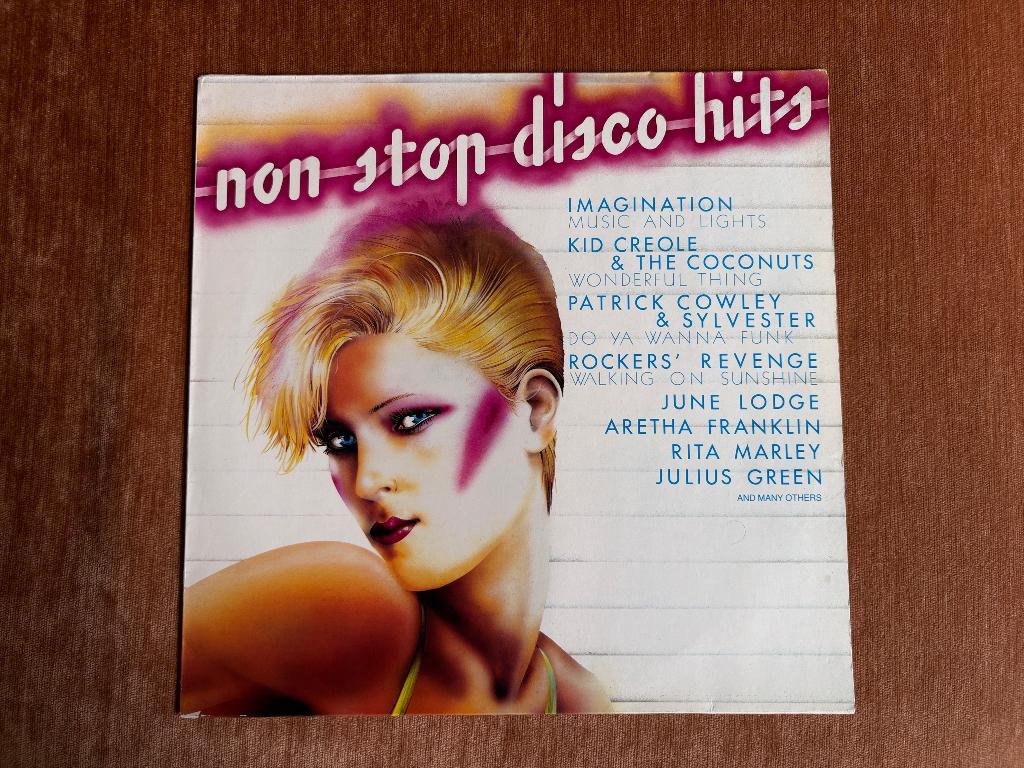 non stop disco hits
IMAGINATION
MUSIC AND LIGHTS
KID CREOLE
& THE COCONUTS
WONDERFUL THING
PATRICK COWLEY
& SYLVESTER
DO YA WANNA FUNK
ROCKERS' REVENGE
WALKING ON SUNSHINE
JUNE LODGE
ARETHA FRANKLIN
RITA MARLEY
JULIUS GREEN
AND MANY OTHERS